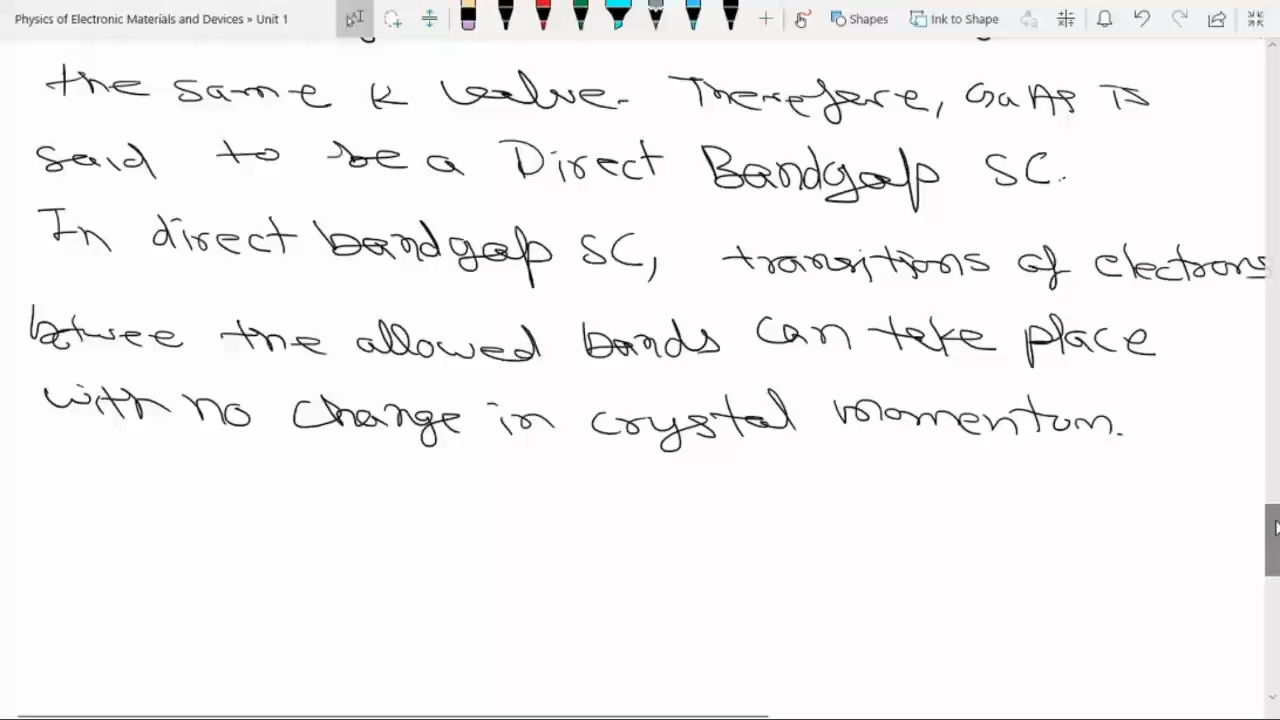 Physics of Electronic Materials and Devices » Unit 1
Shapes
Ink to Shape
the same k value. Therefore, GaAs is
said to be a Direct Bandgap SC.
In direct bandgap SC, transitions of electrons
betwee the allowed bands can take place
with no change in crystal momentum.